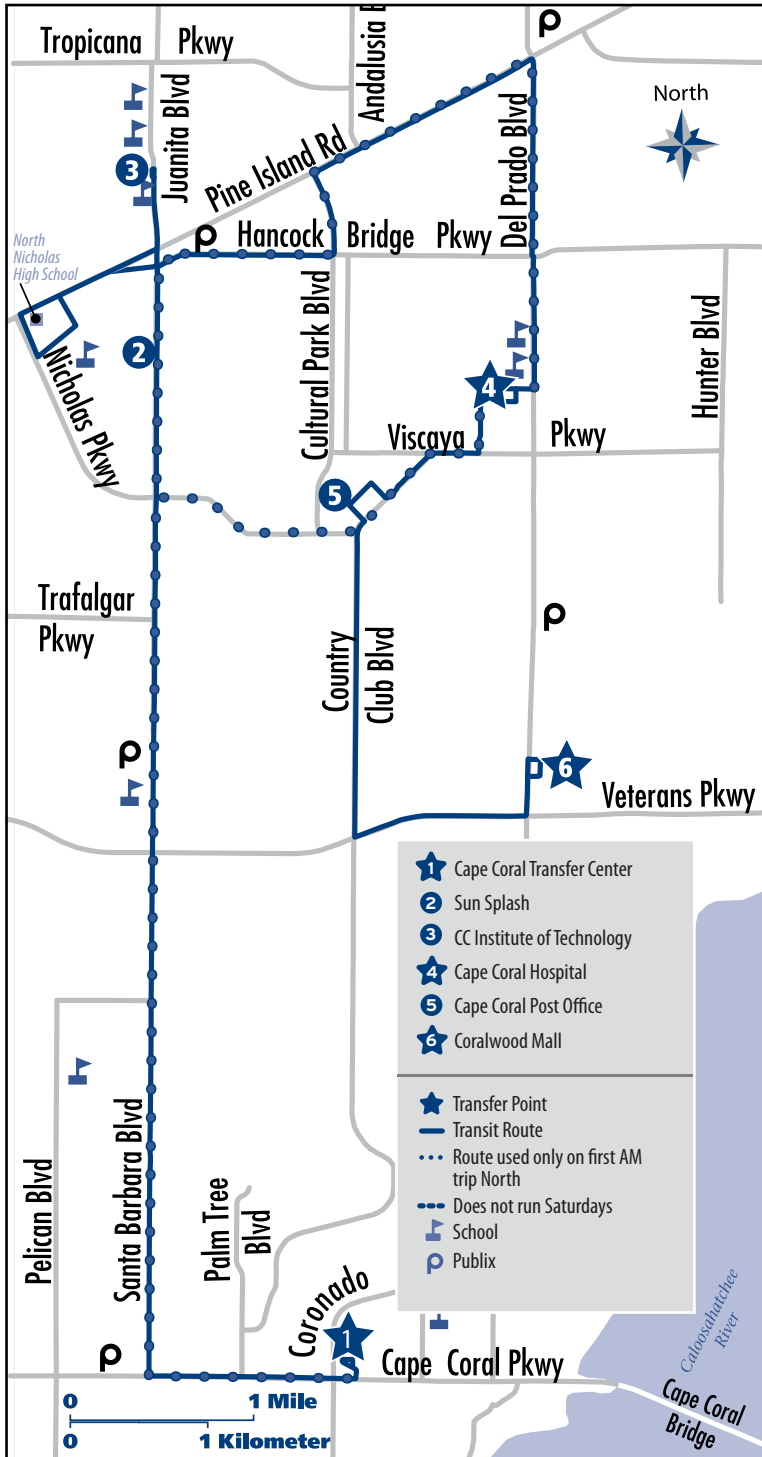 Tropicana Pkwy
Juanita Blvd
Andalusia B
Pine Island Rd
Del Prado Blvd
North
3
Hancock Bridge Pkwy
North
Nicholas
High School
2
Nicholas Pkwy
Cultural Park Blvd
4
Hunter Blvd
Viscaya Pkwy
5
Trafalgar
Pkwy
Country
Club Blvd
6
Veterans Pkwy
1 Cape Coral Transfer Center
2 Sun Splash
3 CC Institute of Technology
4 Cape Coral Hospital
5 Cape Coral Post Office
6 Coralwood Mall
Transfer Point
Transit Route
Route used only on first AM
trip North
Does not run Saturdays
School
Publix
Pelican Blvd
Santa Barbara Blvd
Palm Tree
Blvd
Coronado
1
Cape Coral Pkwy
Caloosahatchee
River
Cape Coral
Bridge
0 1 Mile
0 1 Kilometer